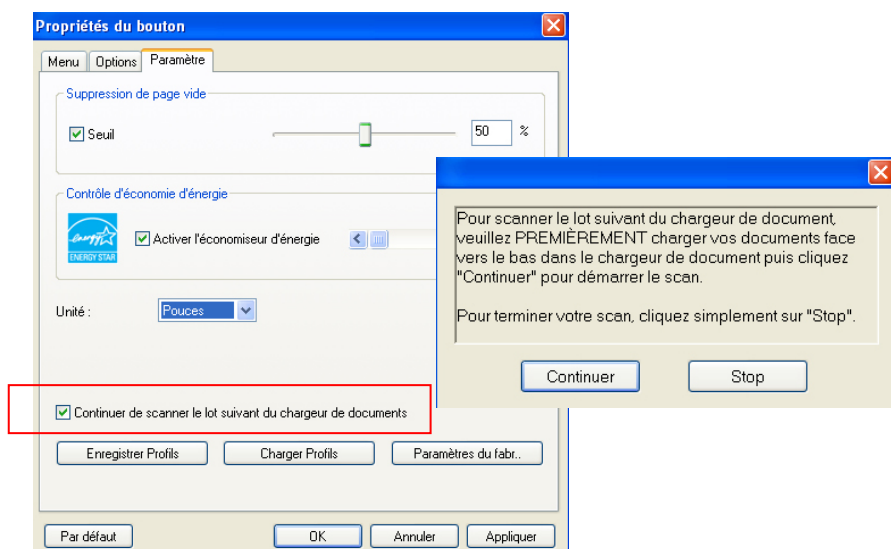 Propriétés du bouton
Menu Options Paramètre
Suppression de page vide
Seuil 50 %
Contrôle d'économie d'énergie
energy
ENERGY STAR
Activer l'économiseur d'énergie
Unité : Pouces
Continuer de scanner le lot suivant du chargeur de documents
Enregistrer Profils Charger Profils Paramètres du fabr..
Par défaut OK Annuler Appliquer
Pour scanner le lot suivant du chargeur de document,
veuillez PREMIÈREMENT charger vos documents face
vers le bas dans le chargeur de document puis cliquez
"Continuer" pour démarrer le scan.
Pour terminer votre scan, cliquez simplement sur "Stop".
Continuer Stop